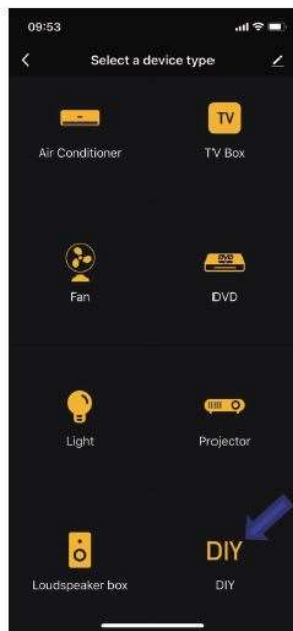 09:53
Select a device type
TV
Air Conditioner
TV Box
DVD
Fan
DVD
Light
Projector
DIY
Loudspeaker box
DIY